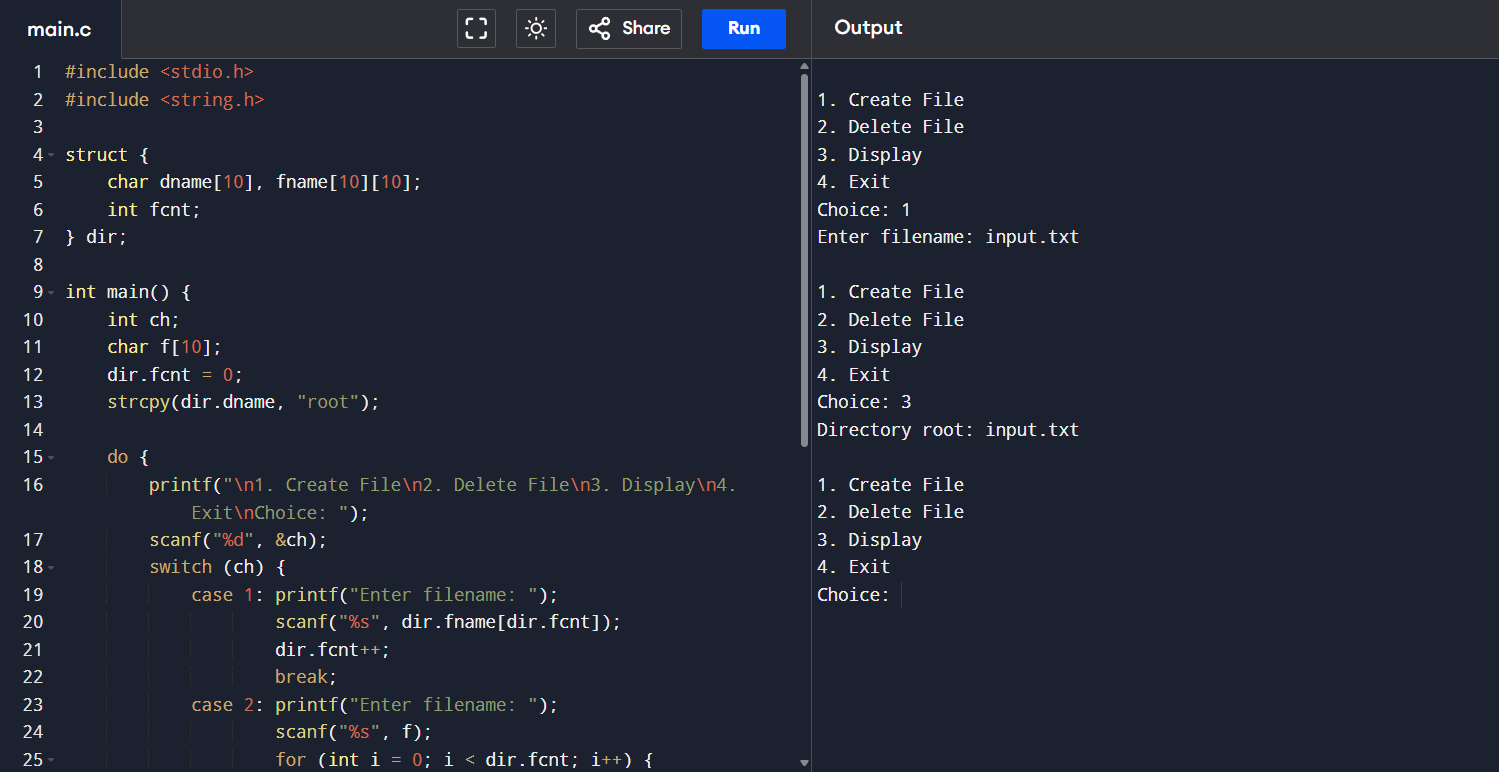 main.c
Share
Run
Output
1 #include <stdio.h>
2 #include <string.h>
3
4 struct {
5     char dname[10], fname[10][10];
6     int fcnt;
7 } dir;
8
9 int main() {
10     int ch;
11     char f[10];
12     dir.fcnt = 0;
13     strcpy(dir.dname, "root");
14
15     do {
16         printf("\n1. Create File\n2. Delete File\n3. Display\n4.
Exit\nChoice: ");
17         scanf("%d", &ch);
18         switch (ch) {
19             case 1: printf("Enter filename: ");
20                     scanf("%s", dir.fname[dir.fcnt]);
21                     dir.fcnt++;
22                     break;
23             case 2: printf("Enter filename: ");
24                     scanf("%s", f);
25                     for (int i = 0; i < dir.fcnt; i++) {
1. Create File
2. Delete File
3. Display
4. Exit
Choice: 1
Enter filename: input.txt

1. Create File
2. Delete File
3. Display
4. Exit
Choice: 3
Directory root: input.txt

1. Create File
2. Delete File
3. Display
4. Exit
Choice: